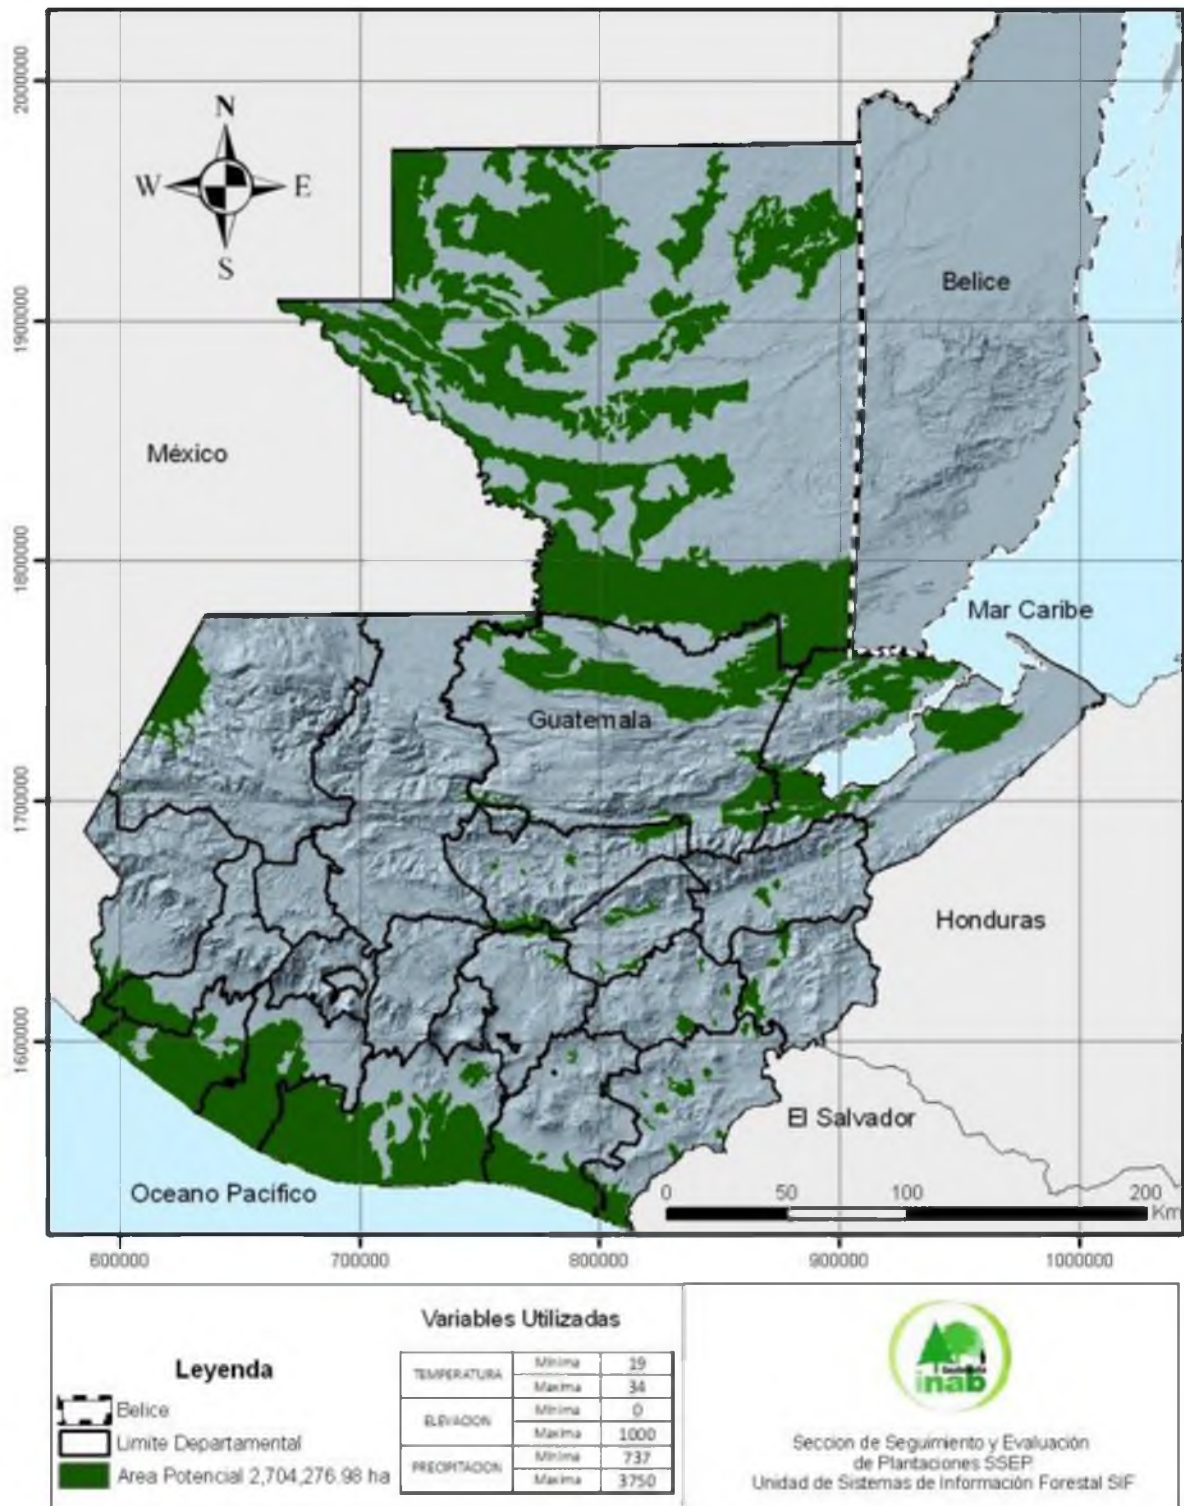 N
W E
S
2000000
1900000
1800000
1700000
1600000
Belice
México
Mar Caribe
Guatemala
Honduras
El Salvador
Oceano Pacífico
0 50 100 200
Km
600000 700000 800000 900000 1000000
Variables Utilizadas
Leyenda
Belice
Limite Departamental
Area Potencial 2,704,276.98 ha
TEMPERATURA Minima 19
Maxima 34
ELEVACION Minima 0
Maxima 1000
PRECIPITACION Minima 737
Maxima 3750
inab
Seccion de Seguimiento y Evaluación
de Plantaciones SSEP
Unidad de Sistemas de Información Forestal SIF